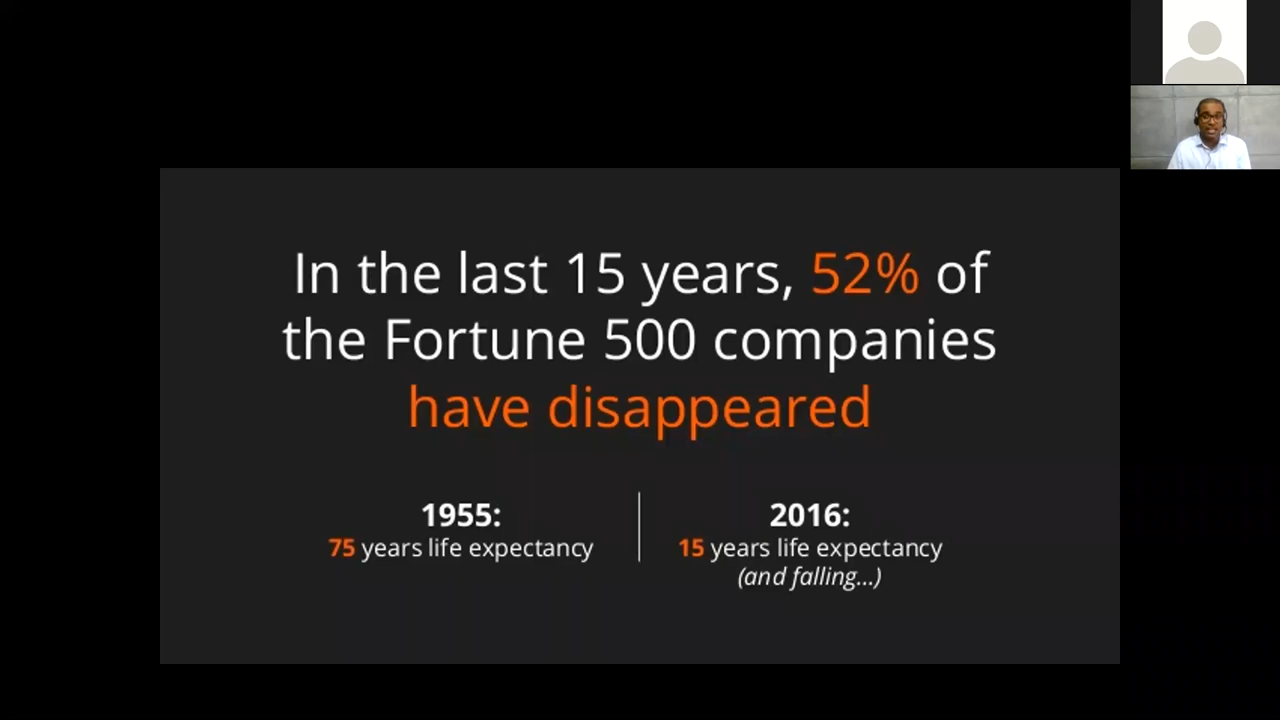 In the last 15 years, 52% of
the Fortune 500 companies
have disappeared
1955:
75 years life expectancy
2016:
15 years life expectancy
(and falling...)